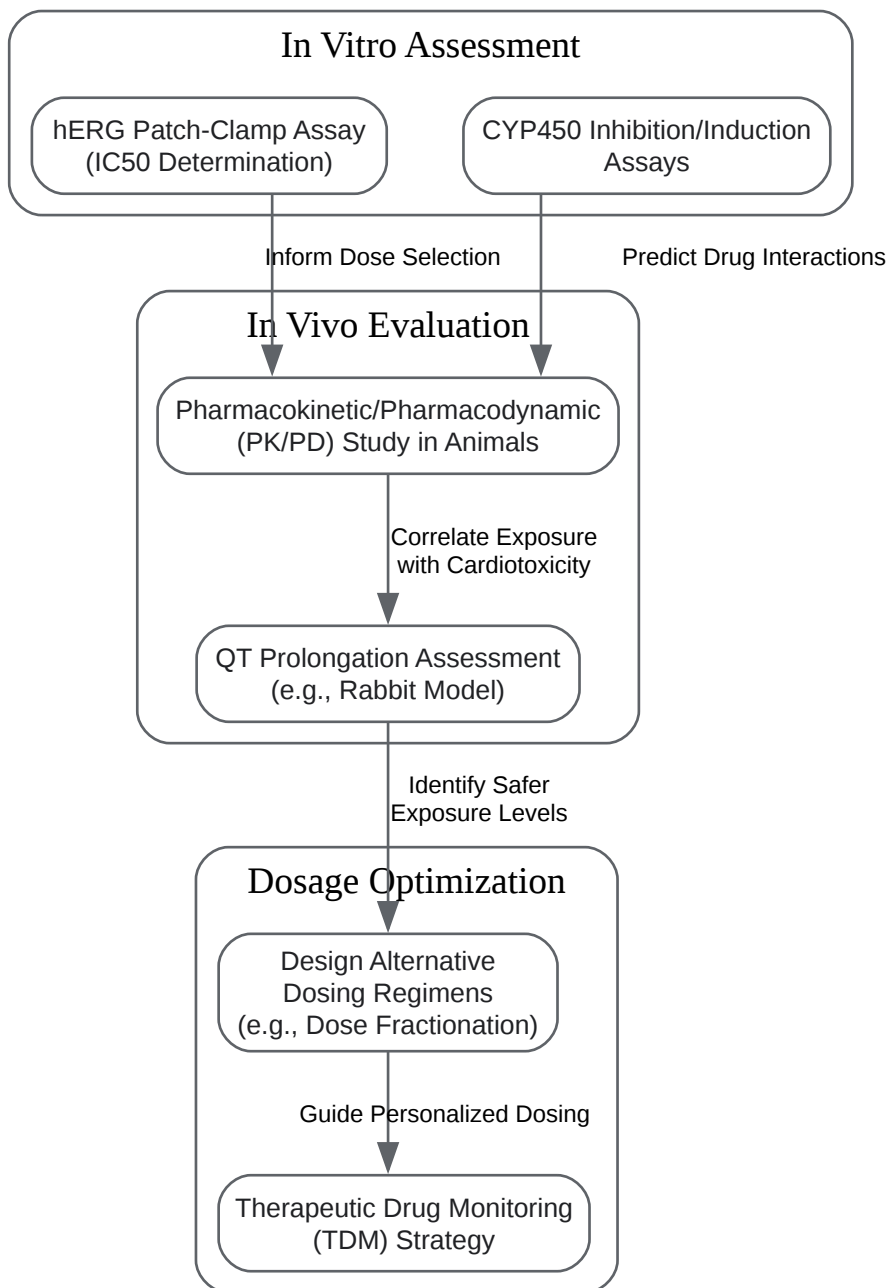 In Vitro Assessment
hERG Patch-Clamp Assay
(IC50 Determination)
CYP450 Inhibition/Induction
Assays
Inform Dose Selection
Predict Drug Interactions
In Vivo Evaluation
Pharmacokinetic/Pharmacodynamic
(PK/PD) Study in Animals
Correlate Exposure
with Cardiotoxicity
QT Prolongation Assessment
(e.g., Rabbit Model)
Identify Safer
Exposure Levels
Dosage Optimization
Design Alternative
Dosing Regimens
(e.g., Dose Fractionation)
Guide Personalized Dosing
Therapeutic Drug Monitoring
(TDM) Strategy